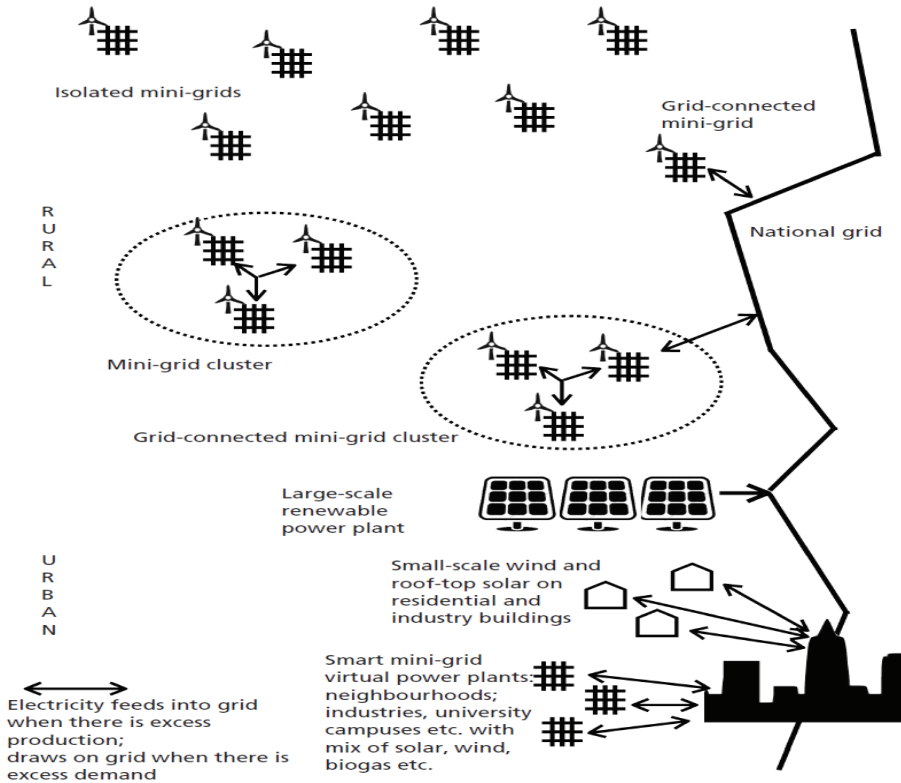 Isolated mini-grids
Grid-connected
mini-grid
RURAL
National grid
Mini-grid cluster
Grid-connected mini-grid cluster
Large-scale
renewable
power plant
URBAN
Small-scale wind and
roof-top solar on
residential and
industry buildings
Smart mini-grid
virtual power plants:
neighbourhoods;
industries, university
campuses etc. with
mix of solar, wind,
biogas etc.
Electricity feeds into grid
when there is excess
production;
draws on grid when there is
excess demand